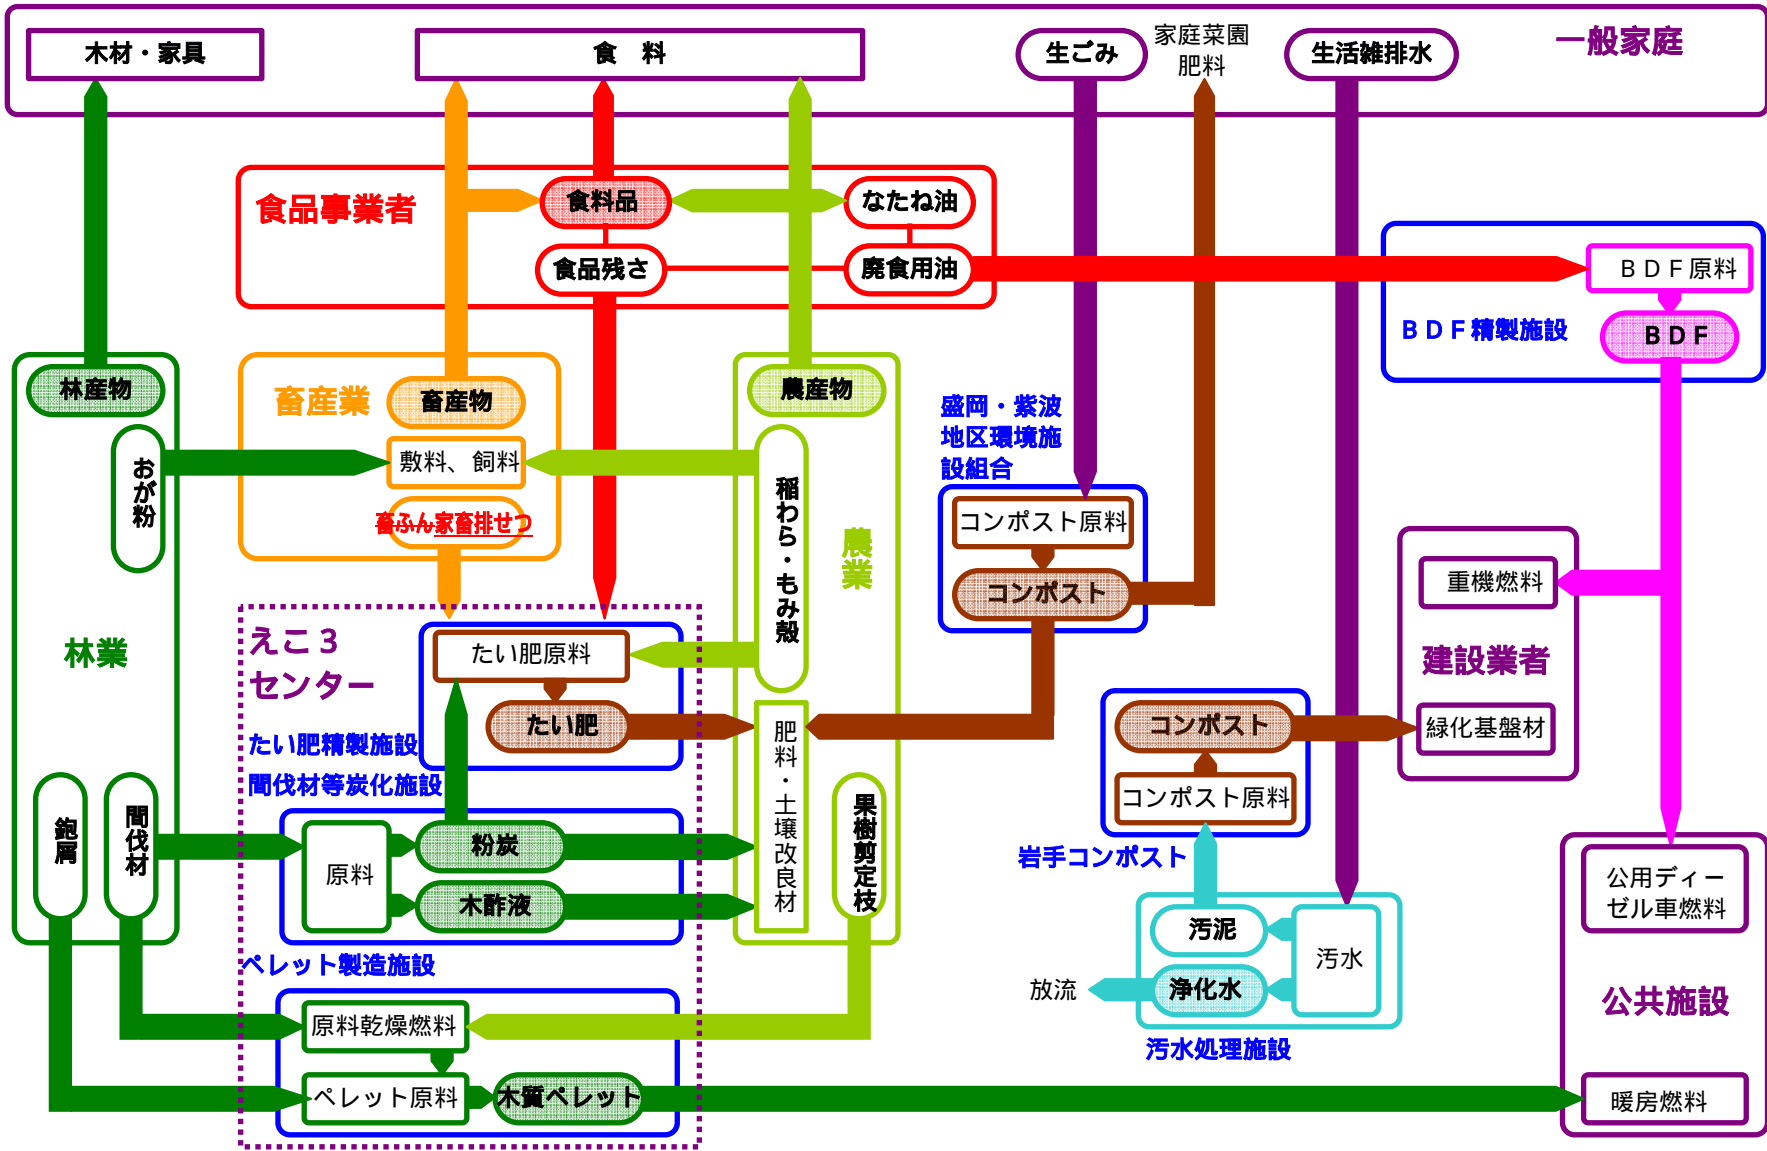 一般家庭
木材・家具
食　料
生ごみ
家庭菜園
肥料
生活雑排水
食品事業者
食料品
なたね油
食品残さ
廃食用油
ＢＤＦ原料
ＢＤＦ精製施設
ＢＤＦ
林産物
おが粉
林業
鉋屑
間伐材
畜産業
畜産物
敷料、飼料
畜ふん家畜排せつ
農産物
稲わら・もみ殻
農業
肥料・土壌改良材
果樹剪定枝
盛岡・紫波
地区環境施
設組合
コンポスト原料
コンポスト
重機燃料
建設業者
緑化基盤材
えこ３
センター
たい肥原料
たい肥
たい肥精製施設
間伐材等炭化施設
原料
粉炭
木酢液
ペレット製造施設
原料乾燥燃料
ペレット原料
木質ペレット
コンポスト
コンポスト原料
岩手コンポスト
汚泥
汚水
浄化水
放流
汚水処理施設
公用ディー
ゼル車燃料
公共施設
暖房燃料